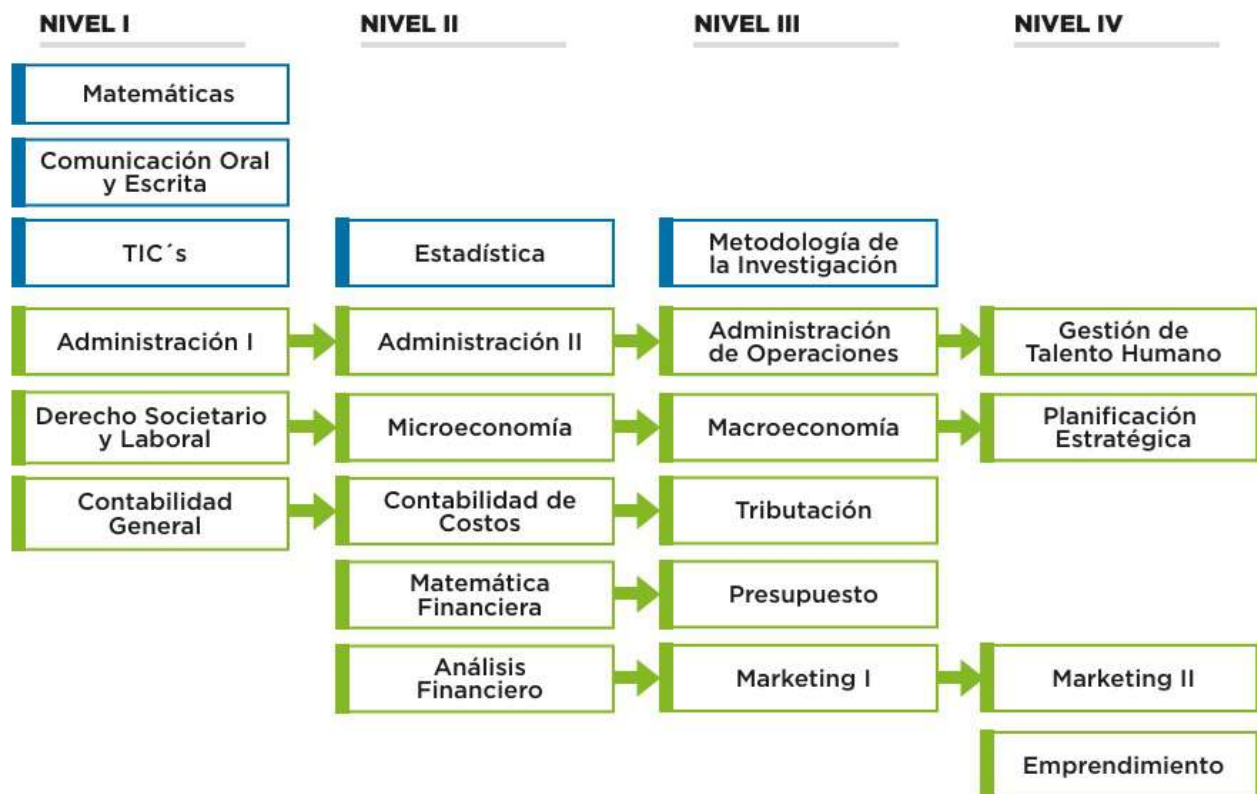 NIVEL I
NIVEL II
NIVEL III
NIVEL IV
Matemáticas
Comunicación Oral
y Escrita
TIC´s
Estadística
Metodología de
la Investigación
Administración I
Administración II
Administración
de Operaciones
Gestión de
Talento Humano
Derecho Societario
y Laboral
Microeconomía
Macroeconomía
Planificación
Estratégica
Contabilidad
General
Contabilidad de
Costos
Tributación
Matemática
Financiera
Presupuesto
Análisis
Financiero
Marketing I
Marketing II
Emprendimiento